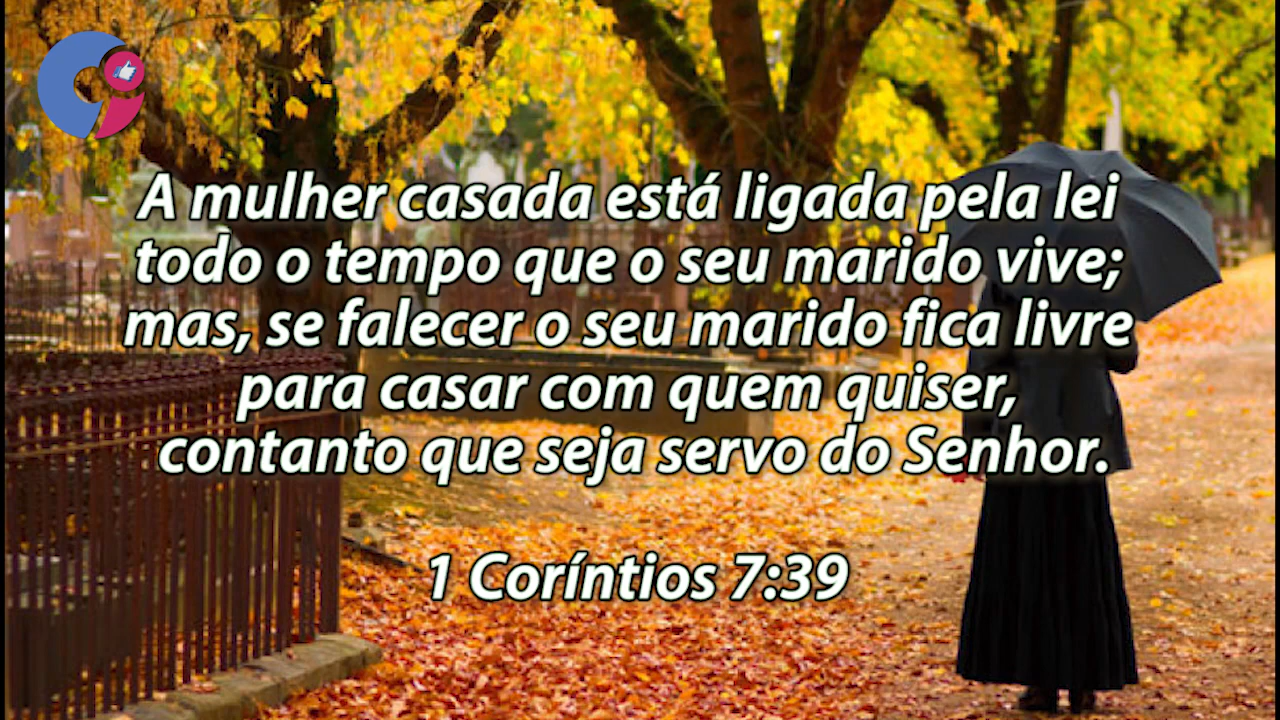 A mulher casada está ligada pela lei
todo o tempo que o seu marido vive;
mas, se falecer o seu marido fica livre
para casar com quem quiser,
contanto que seja servo do Senhor.
1 Coríntios 7:39